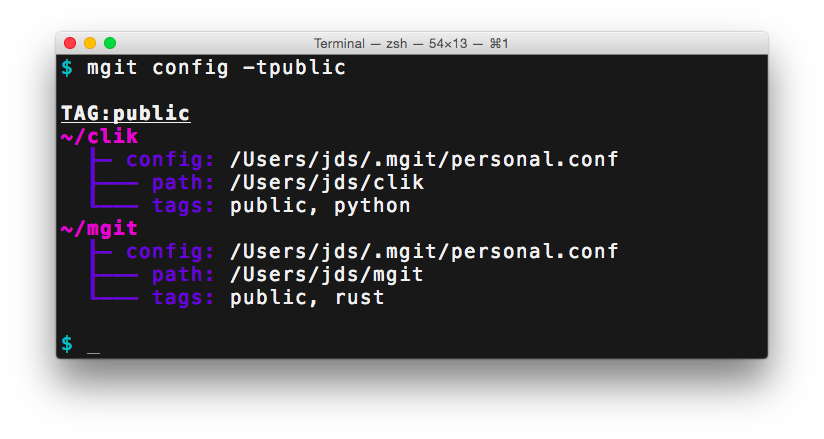 Terminal — zsh — 54×13 — ⌘1
$ mgit config -tpublic
TAG:public
~/clik
├─ config: /Users/jds/.mgit/personal.conf
├─── path: /Users/jds/clik
└─── tags: public, python
~/mgit
├─ config: /Users/jds/.mgit/personal.conf
├─── path: /Users/jds/mgit
└─── tags: public, rust
$ _